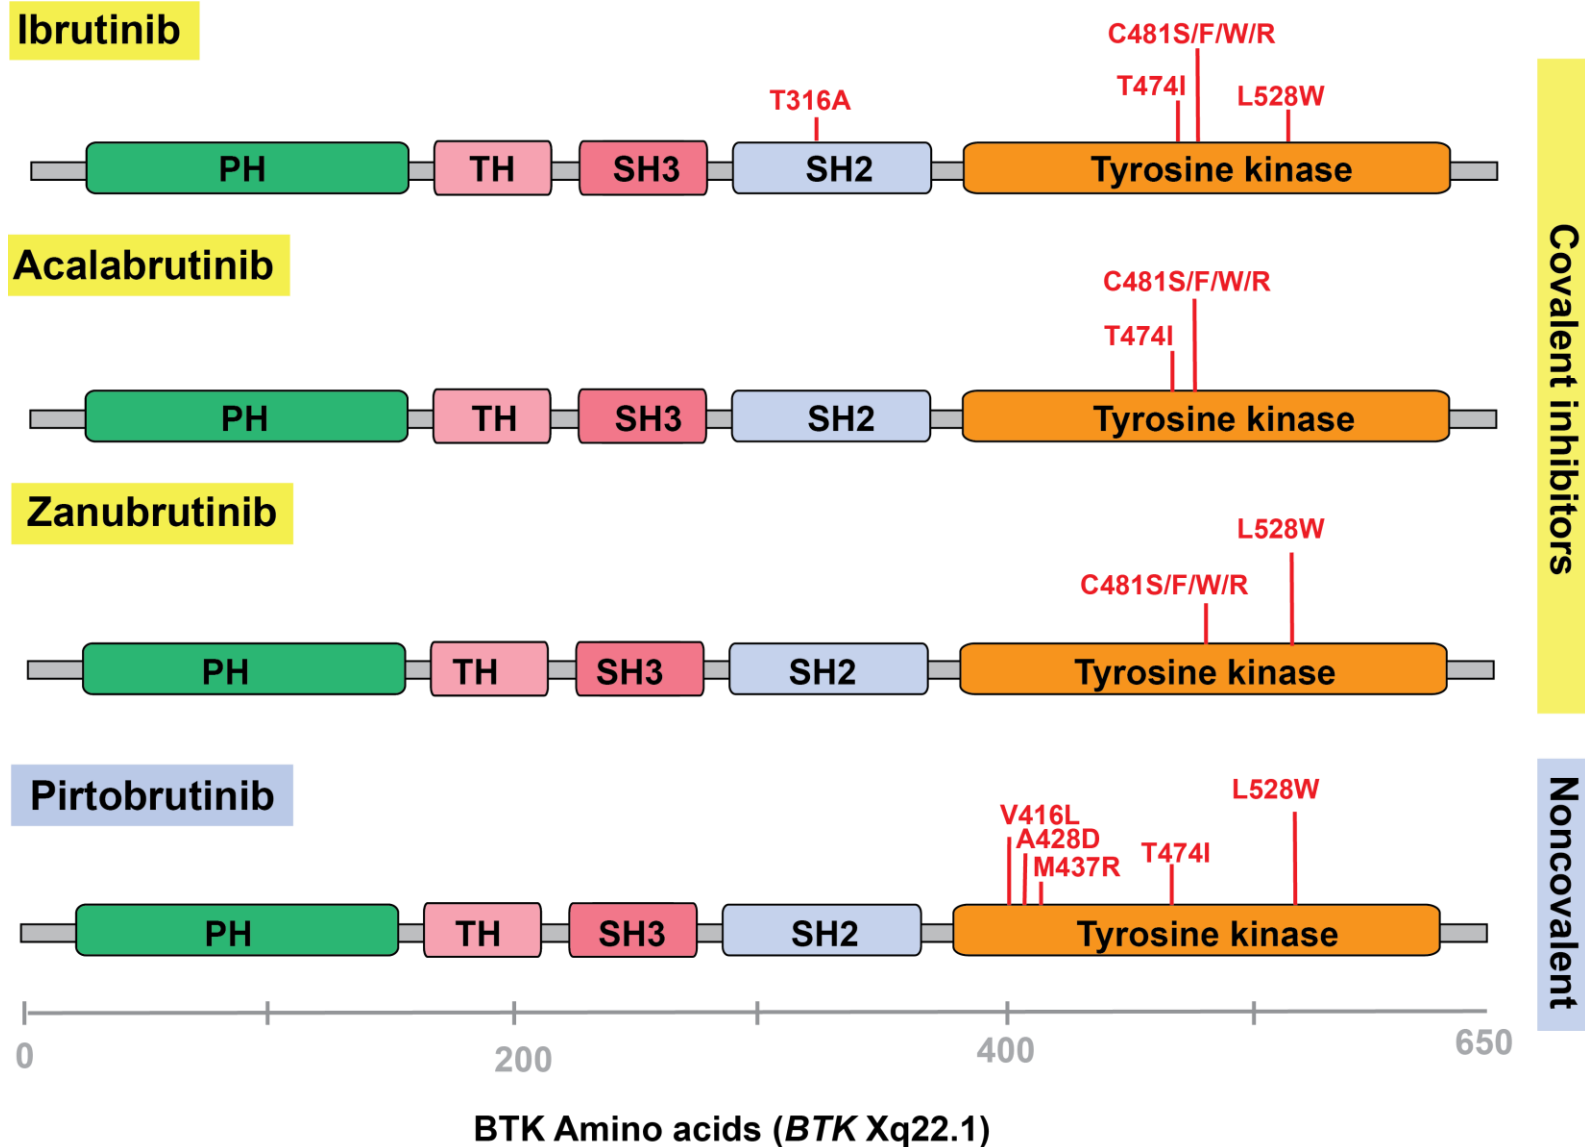 Ibrutinib
C481S/F/W/R
T474I
L528W
T316A
PH
TH
SH3
SH2
Tyrosine kinase
Acalabrutinib
C481S/F/W/R
T474I
PH
TH
SH3
SH2
Tyrosine kinase
Zanubrutinib
L528W
C481S/F/W/R
PH
TH
SH3
SH2
Tyrosine kinase
Covalent inhibitors
Pirtobrutinib
V416L
A428D
M437R
T474I
L528W
PH
TH
SH3
SH2
Tyrosine kinase
Noncovalent
0
200
400
650
BTK Amino acids (BTK Xq22.1)